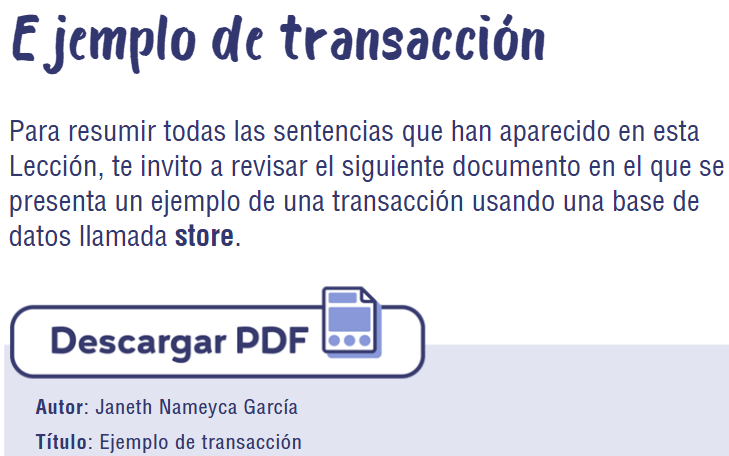 Ejemplo de transacción
Para resumir todas las sentencias que han aparecido en esta
Lección, te invito a revisar el siguiente documento en el que se
presenta un ejemplo de una transacción usando una base de
datos llamada store.
Descargar PDF
Autor: Janeth Nameyca García
Título: Ejemplo de transacción